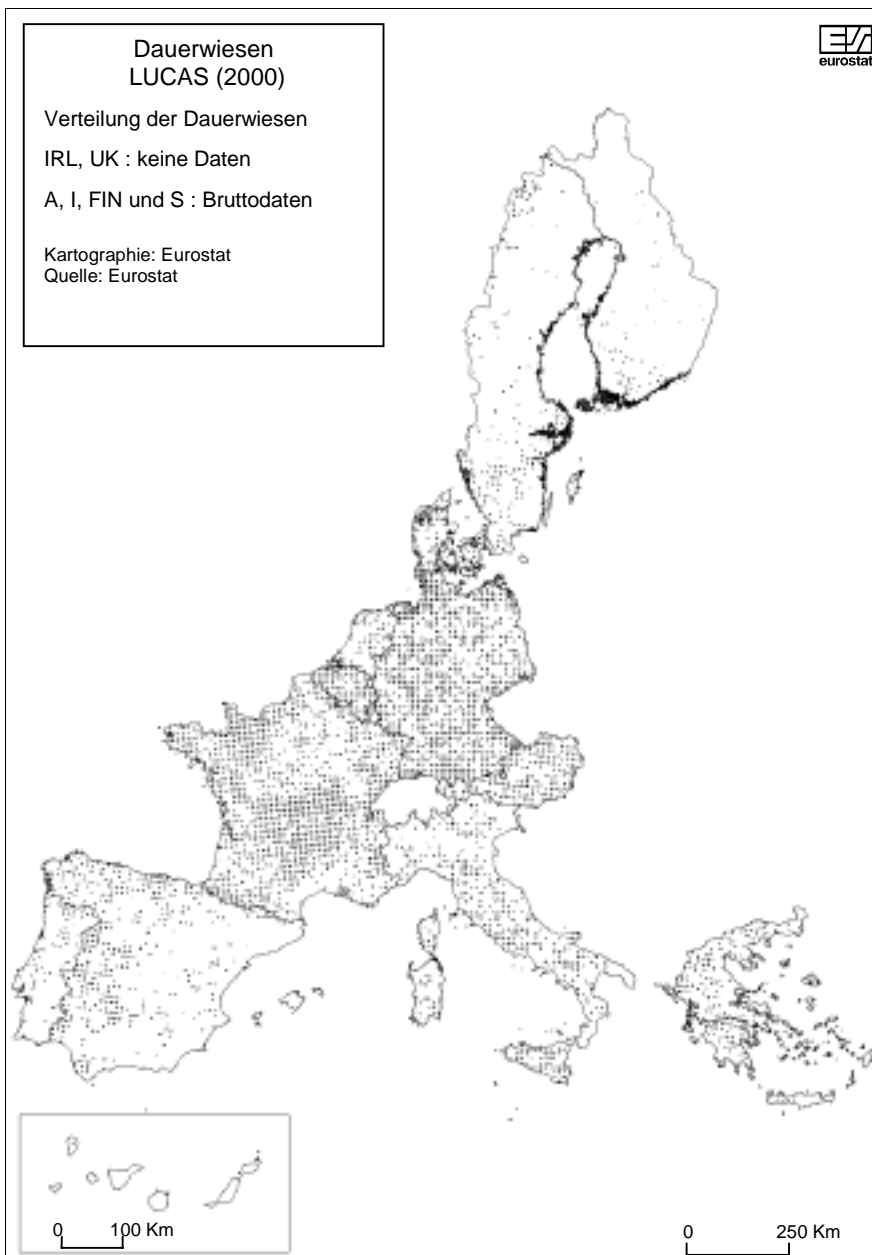 Dauerwiesen
LUCAS (2000)
Verteilung der Dauerwiesen
IRL, UK : keine Daten
A, I, FIN und S : Bruttodaten
Kartographie: Eurostat
Quelle: Eurostat
eurostat
0 100 Km
0 250 Km